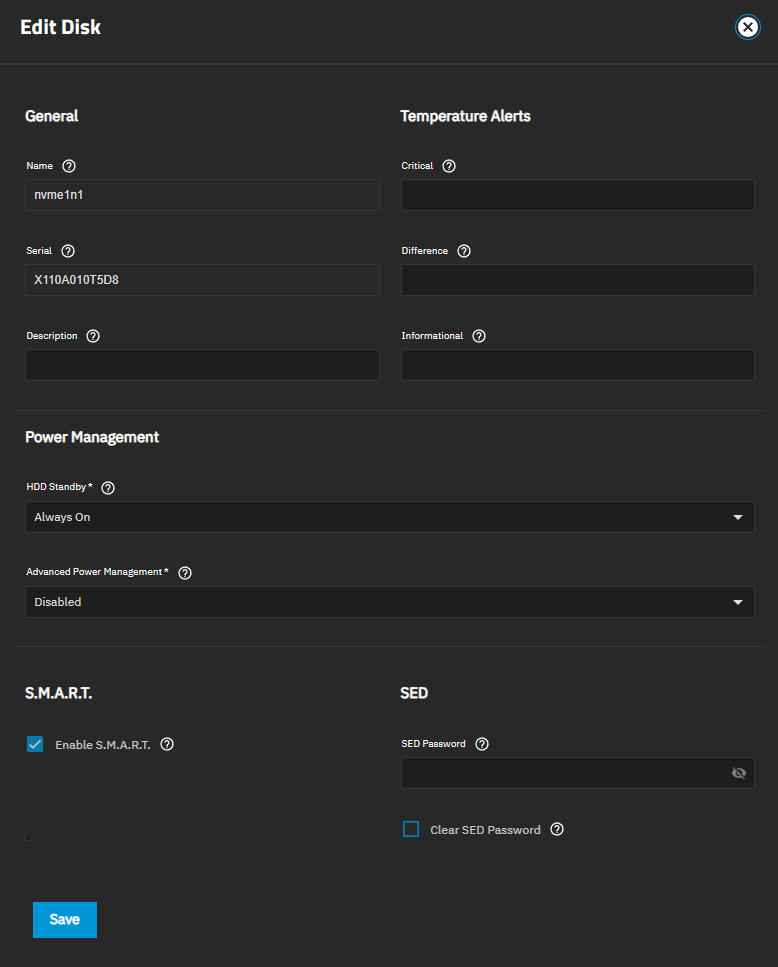 Edit Disk
General
Name
nvme1n1
Serial
X110A010T5D8
Description
Temperature Alerts
Critical
Difference
Informational
Power Management
HDD Standby *
Always On
Advanced Power Management *
Disabled
S.M.A.R.T.
Enable S.M.A.R.T.
SED
SED Password
Clear SED Password
Save